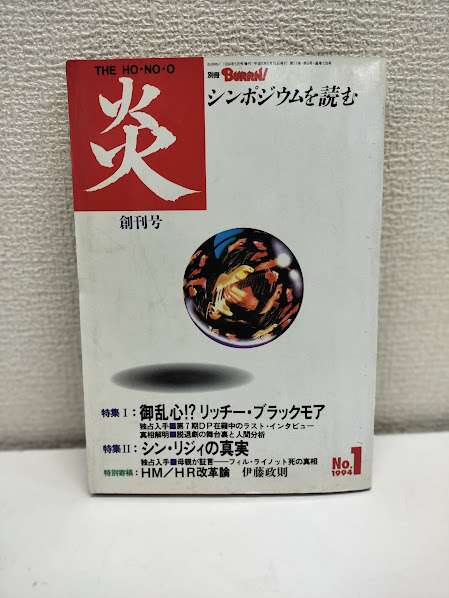 THE HO・NO・O
炎
創刊号
別冊 BURRN!
シンポジウムを読む
特集Ⅰ：御乱心!? リッチー・ブラックモア
独占入手■第7期DP在籍中のラスト・インタビュー
真相解明■脱退劇の舞台裏と人間分析
特集Ⅱ：シン・リジィの真実
独占入手■母親が証言――フィル・ライノット死の真相
特別寄稿：HM／HR改革論 伊藤政則
No.1
1994